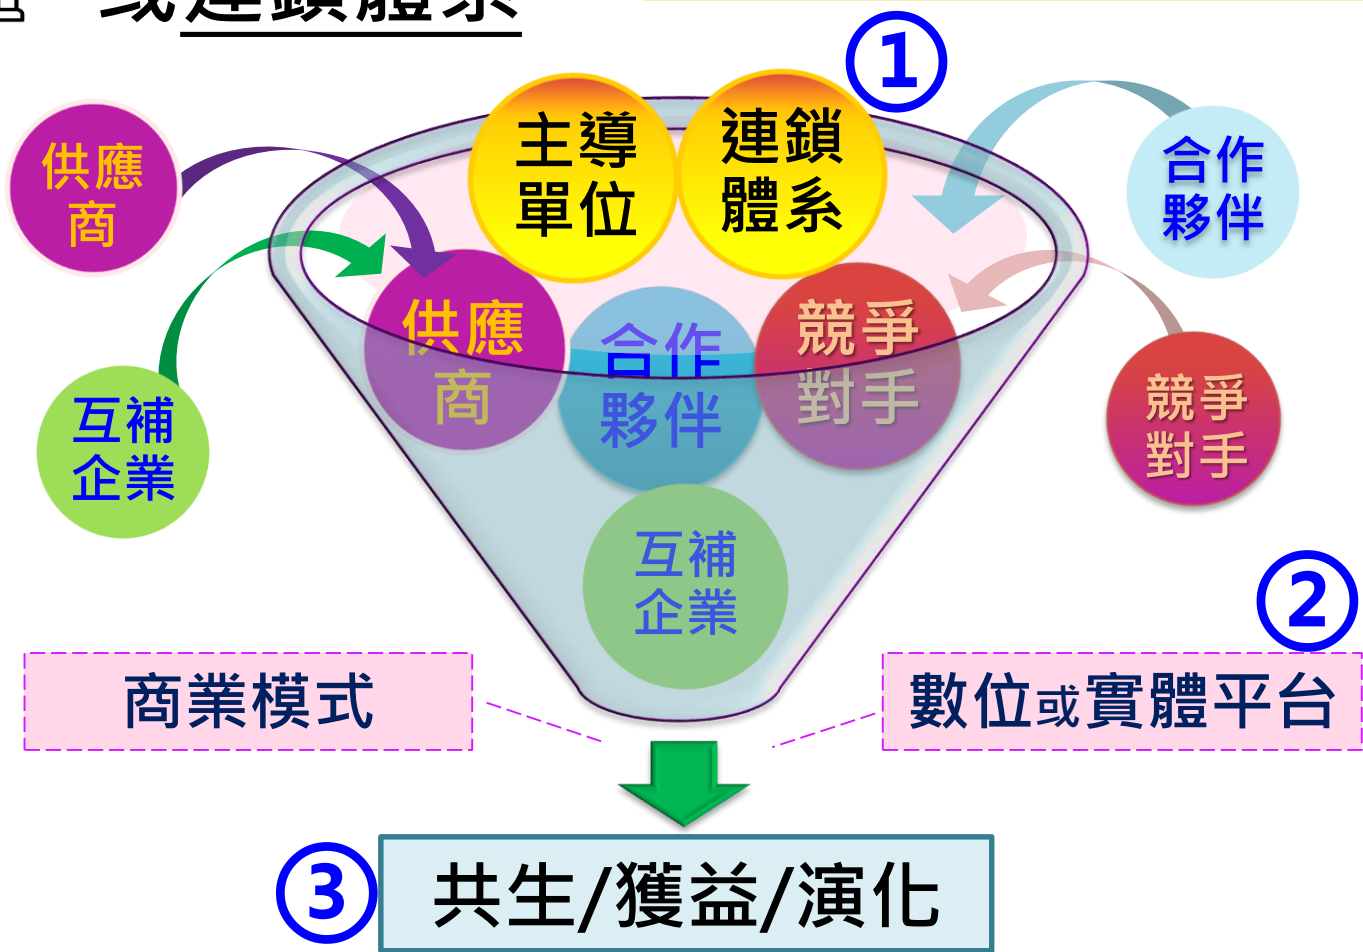 或連鎖體系
①
主導
單位
連鎖
體系
供應
商
合作
夥伴
供應
商
合作
夥伴
競爭
對手
競爭
對手
互補
企業
互補
企業
②
商業模式
數位或實體平台
③
共生/獲益/演化